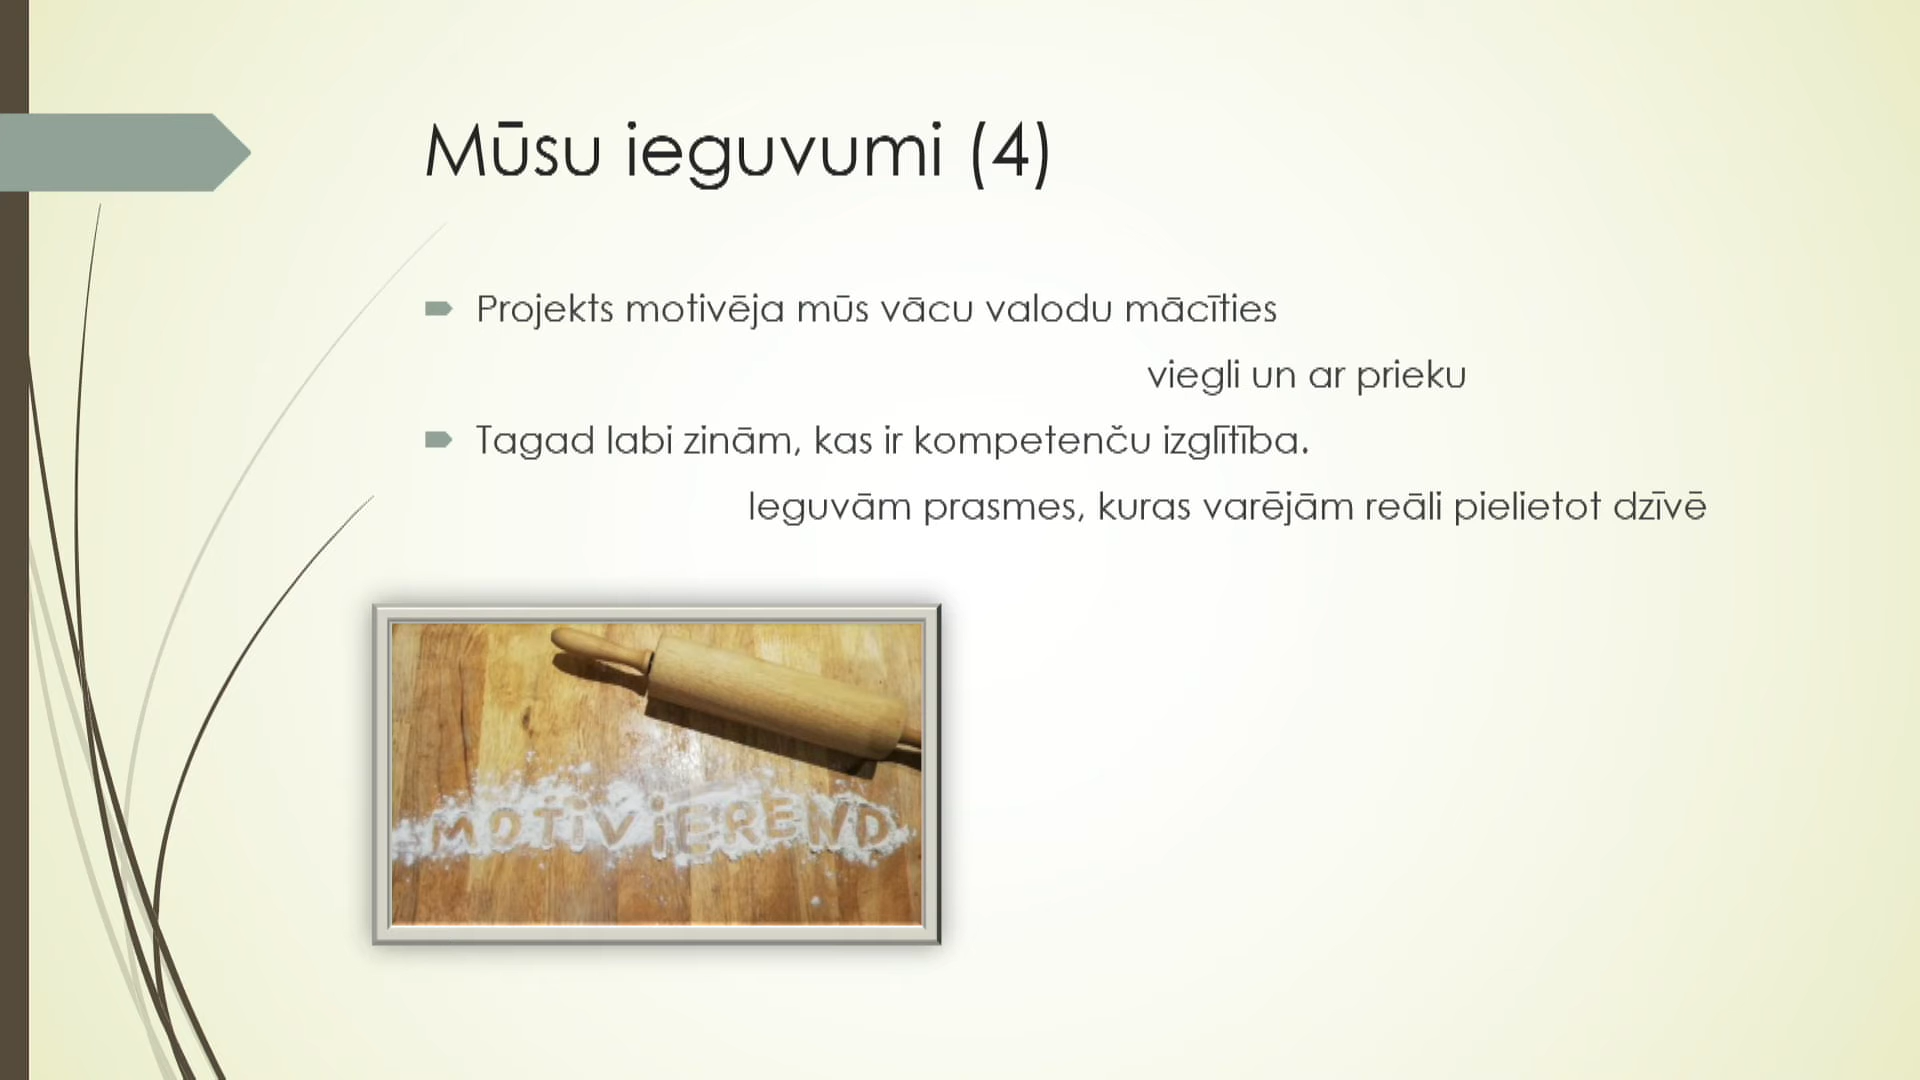 Mūsu ieguvumi (4)
Projekts motivēja mūs vācu valodu mācīties
viegli un ar prieku
Tagad labi zinām, kas ir kompetenču izglītība.
Ieguvām prasmes, kuras varējām reāli pielietot dzīvē
MOTiViEREND